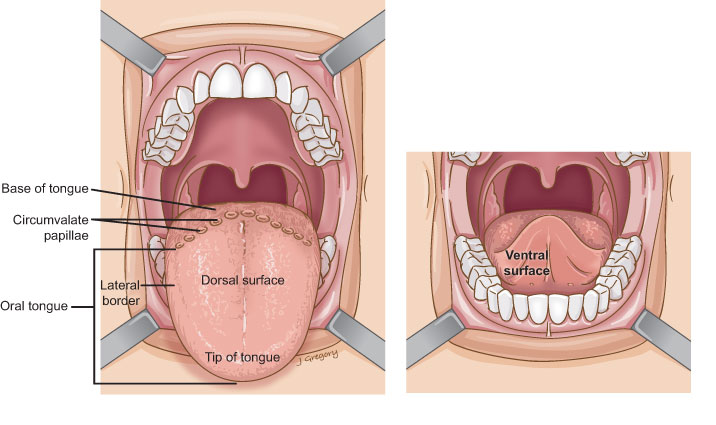 Base of tongue
Circumvalate
papillae
Lateral
border
Oral tongue
Dorsal surface
Tip of tongue
J Gregory
Ventral
surface